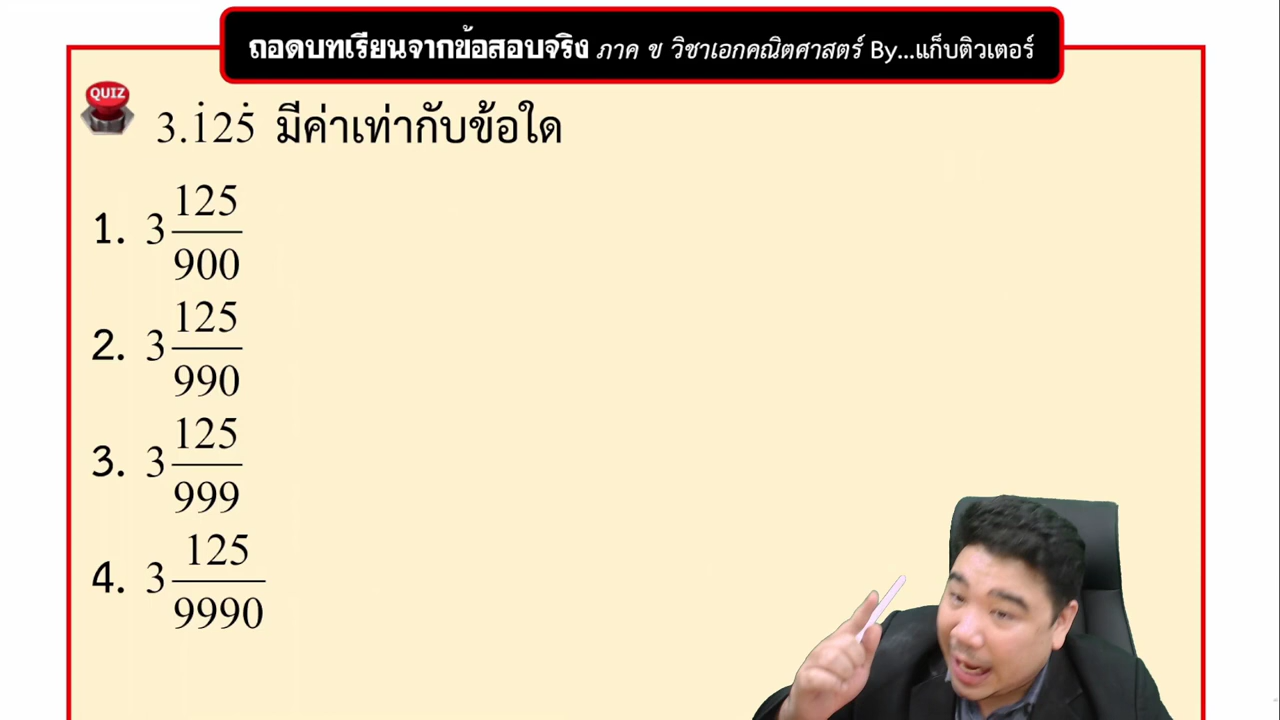 ถอดบทเรียนจากข้อสอบจริง ภาค ข วิชาเอกคณิตศาสตร์ By...แก็บติวเตอร์
QUIZ
3.1̇25̇ มีค่าเท่ากับข้อใด
1. 3 125/900
2. 3 125/990
3. 3 125/999
4. 3 125/9990